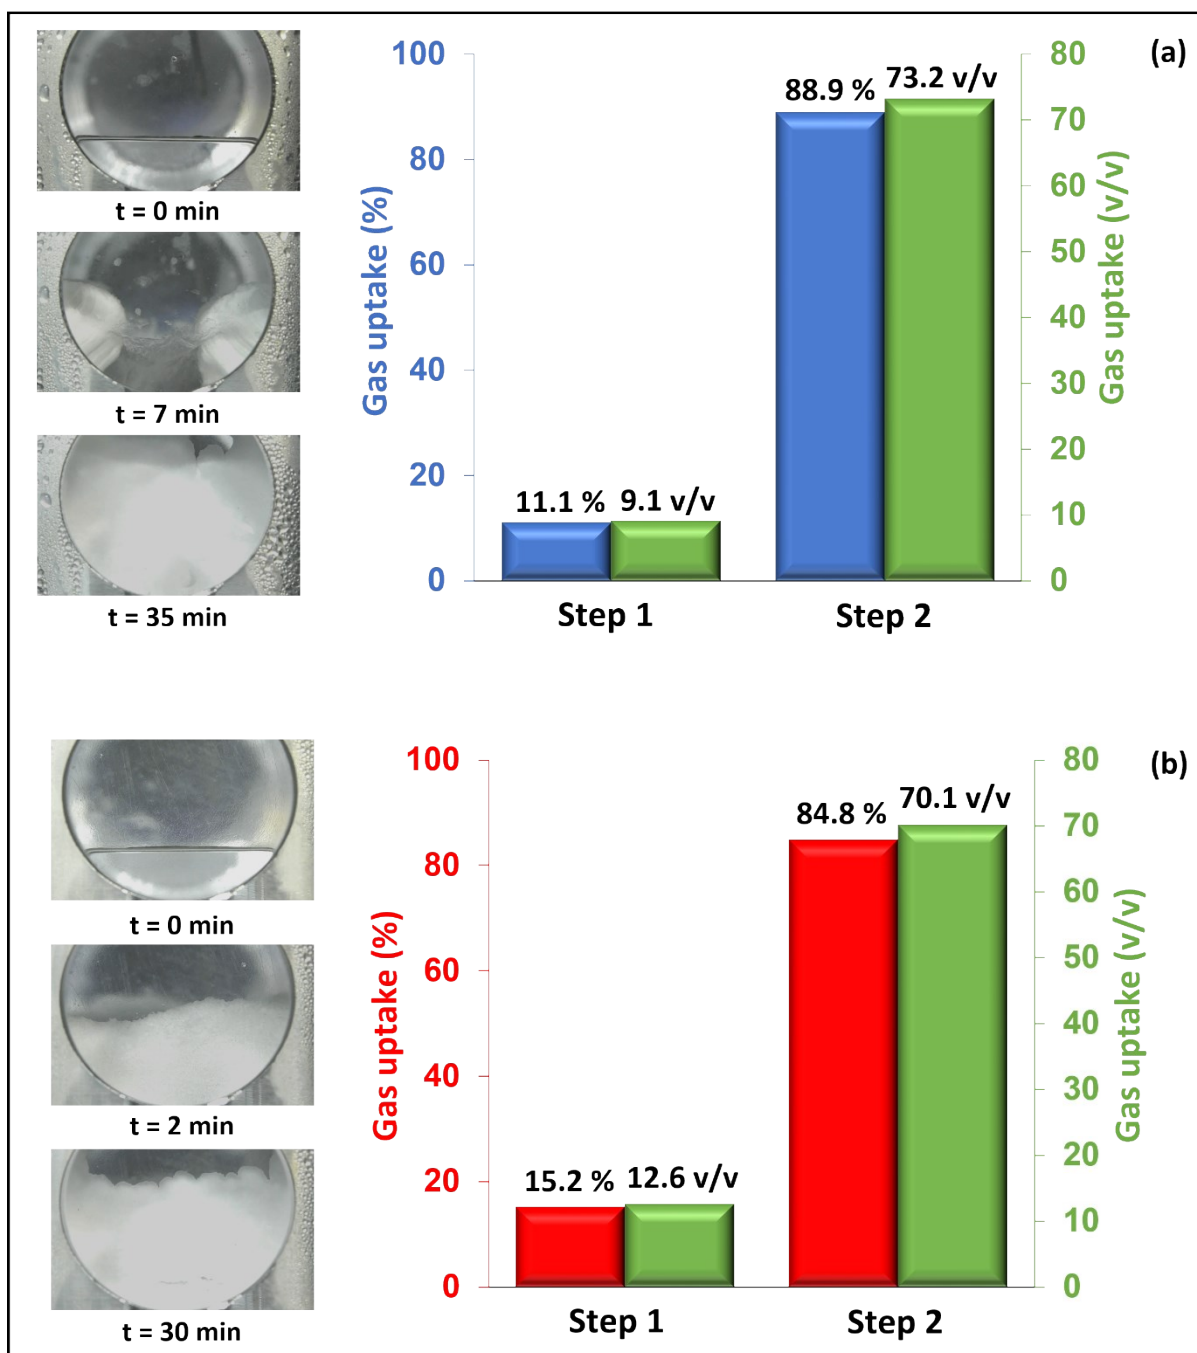 (a)
t = 0 min
t = 7 min
t = 35 min
Gas uptake (%)
100
80
60
40
20
0
88.9 %
73.2 v/v
11.1 %
9.1 v/v
Step 1
Step 2
80
70
60
50
40
30
20
10
0
Gas uptake (v/v)
(b)
t = 0 min
t = 2 min
t = 30 min
Gas uptake (%)
100
80
60
40
20
0
84.8 %
70.1 v/v
15.2 %
12.6 v/v
Step 1
Step 2
80
70
60
50
40
30
20
10
0
Gas uptake (v/v)